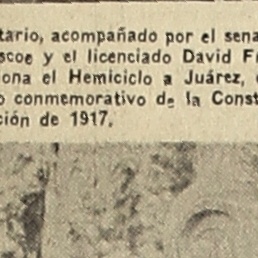 tario, acompañado por el sena
scoe y el licenciado David Fr
ona el Hemiciclo a Juárez,
o conmemorativo de la Const
ción de 1917.